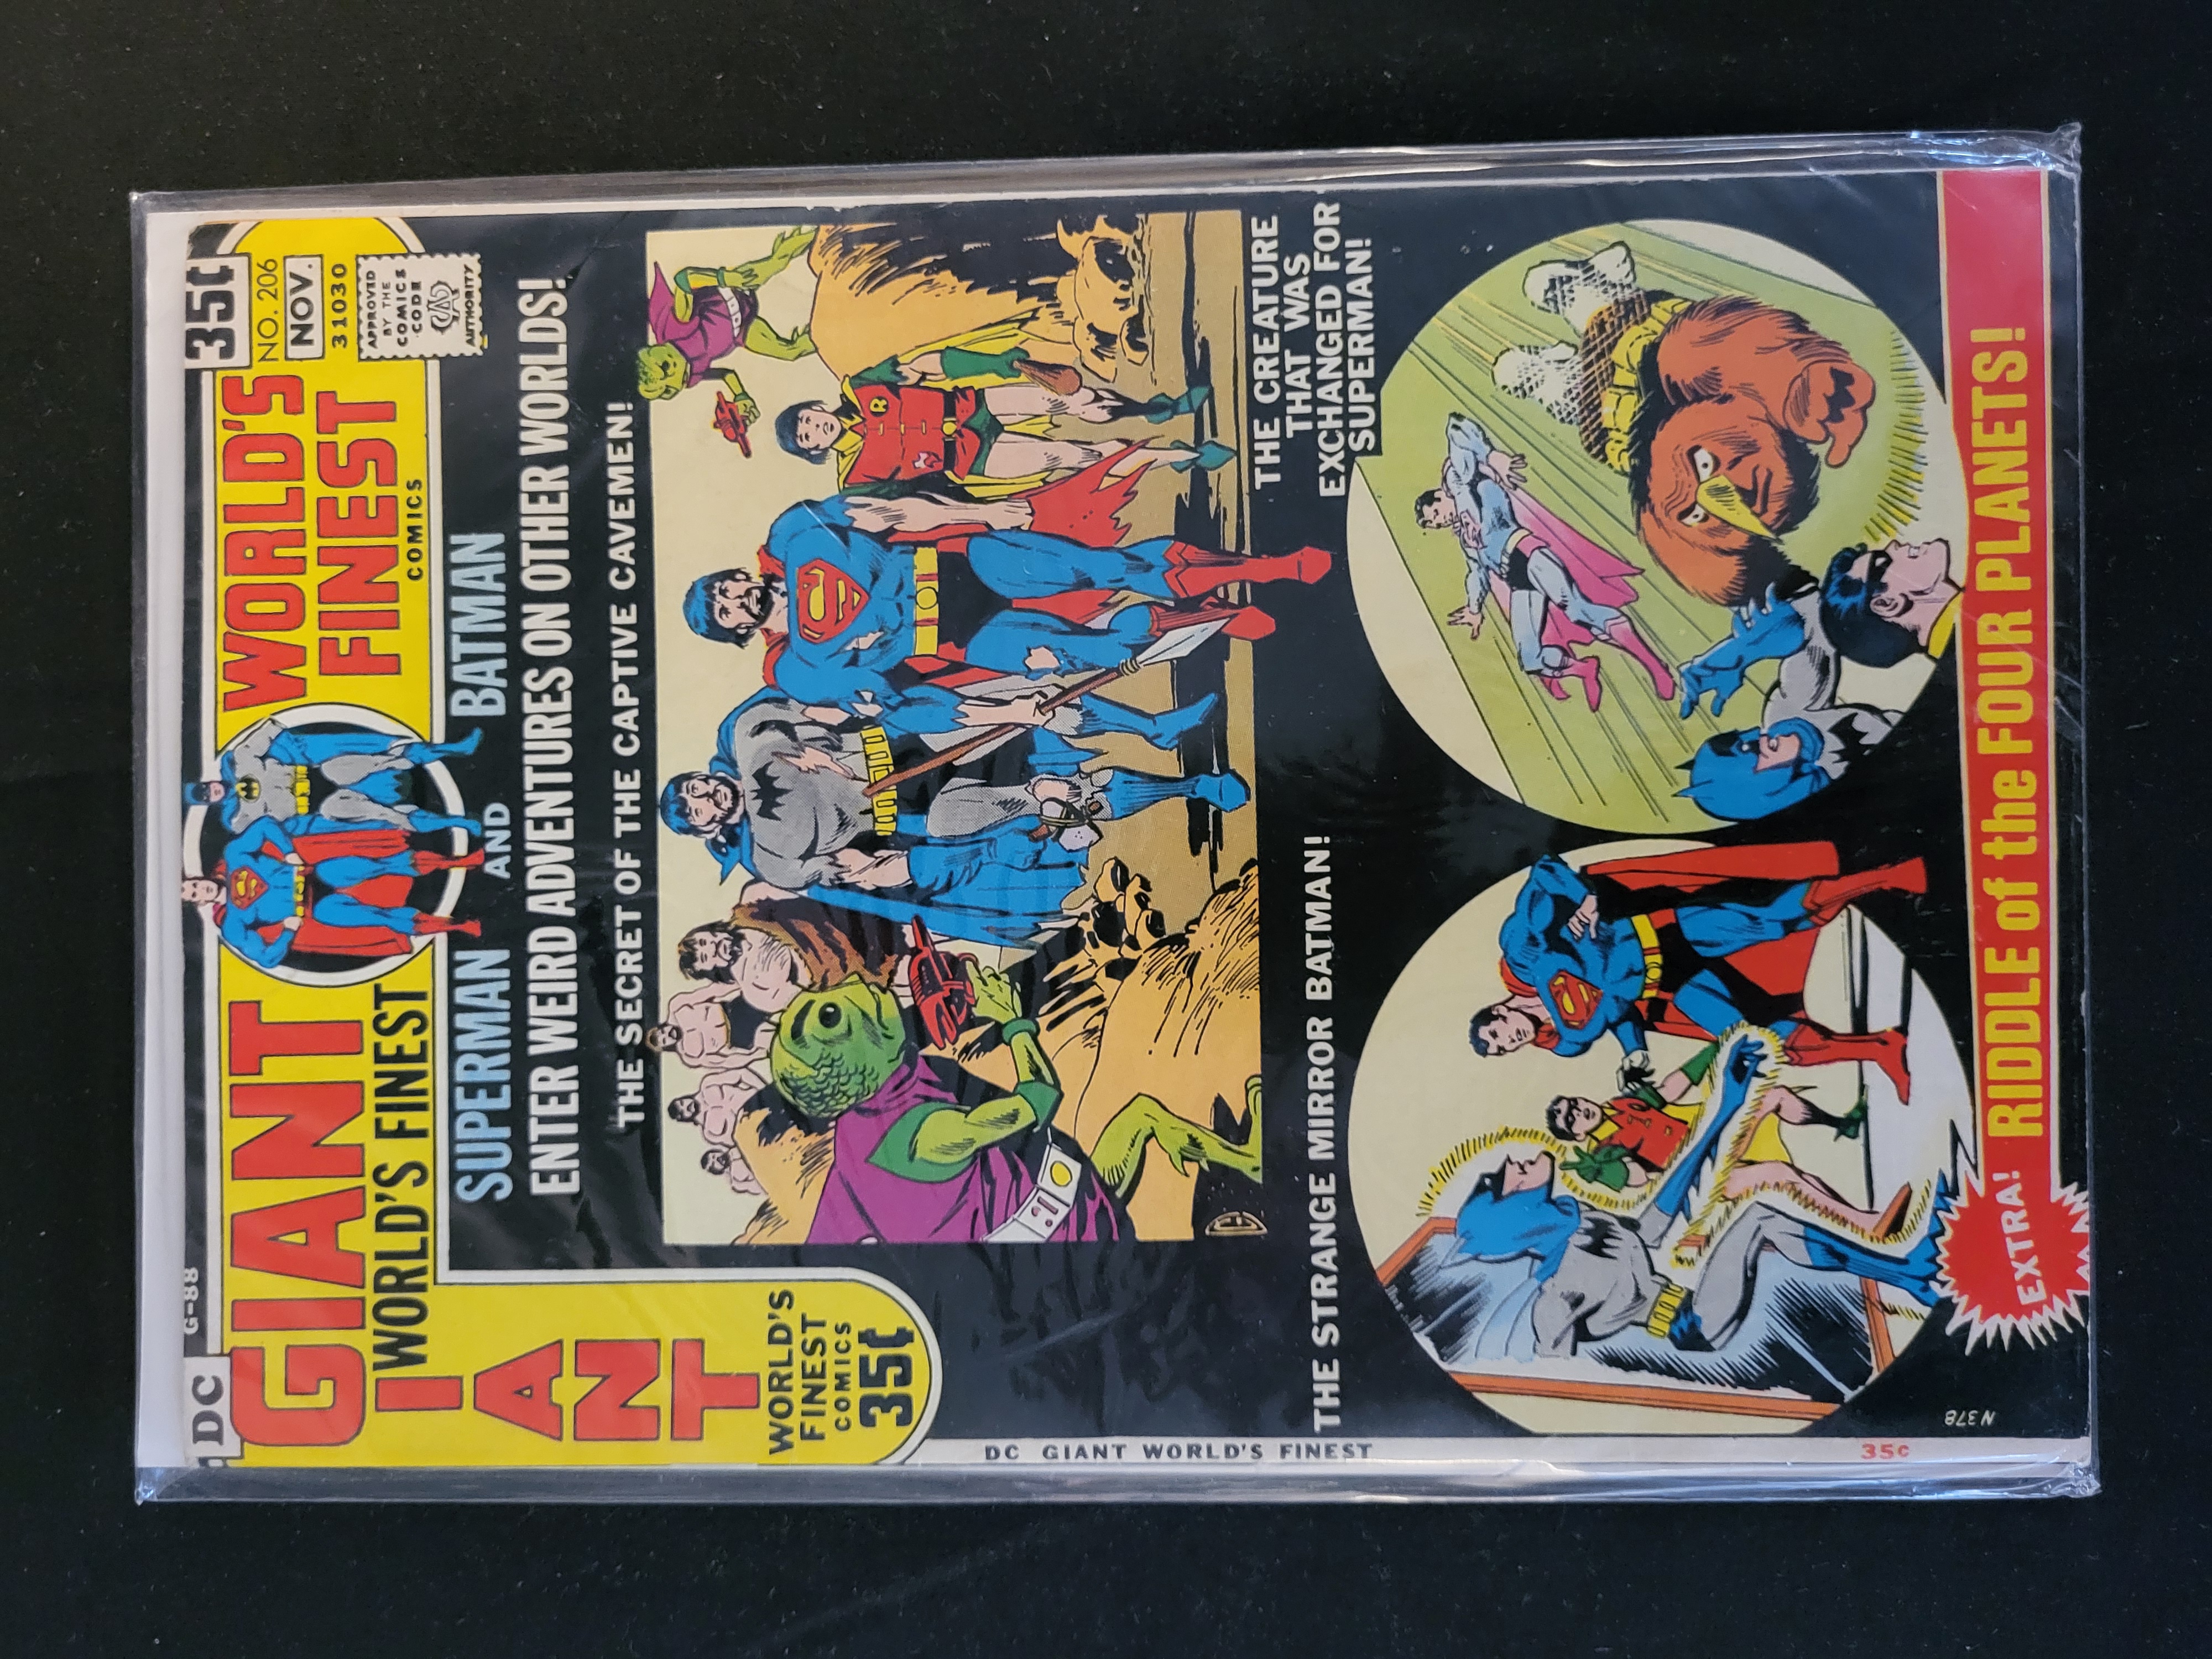 DC
G-88
35¢
GIANT
WORLD'S FINEST
WORLD'S
FINEST
COMICS
NO. 206
NOV.
31030
APPROVED
BY THE
COMICS
CODE
CA
AUTHORITY
I
A
N
T
WORLD'S
FINEST
COMICS
35¢
SUPERMAN AND BATMAN
ENTER WEIRD ADVENTURES ON OTHER WORLDS!
THE SECRET OF THE CAPTIVE CAVEMEN!
S
R
DC GIANT WORLD'S FINEST
35¢
THE STRANGE MIRROR BATMAN!
THE CREATURE
THAT WAS
EXCHANGED FOR
SUPERMAN!
N378
EXTRA! RIDDLE of the FOUR PLANETS!